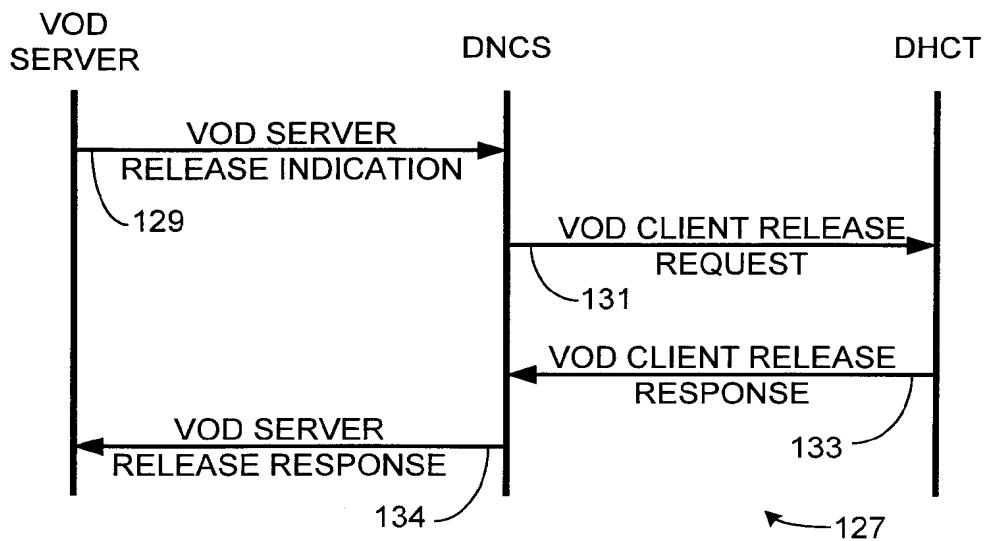 VOD
SERVER
DNCS
DHCT
VOD SERVER
RELEASE INDICATION
129
VOD CLIENT RELEASE
REQUEST
131
VOD CLIENT RELEASE
RESPONSE
133
VOD SERVER
RELEASE RESPONSE
134
127